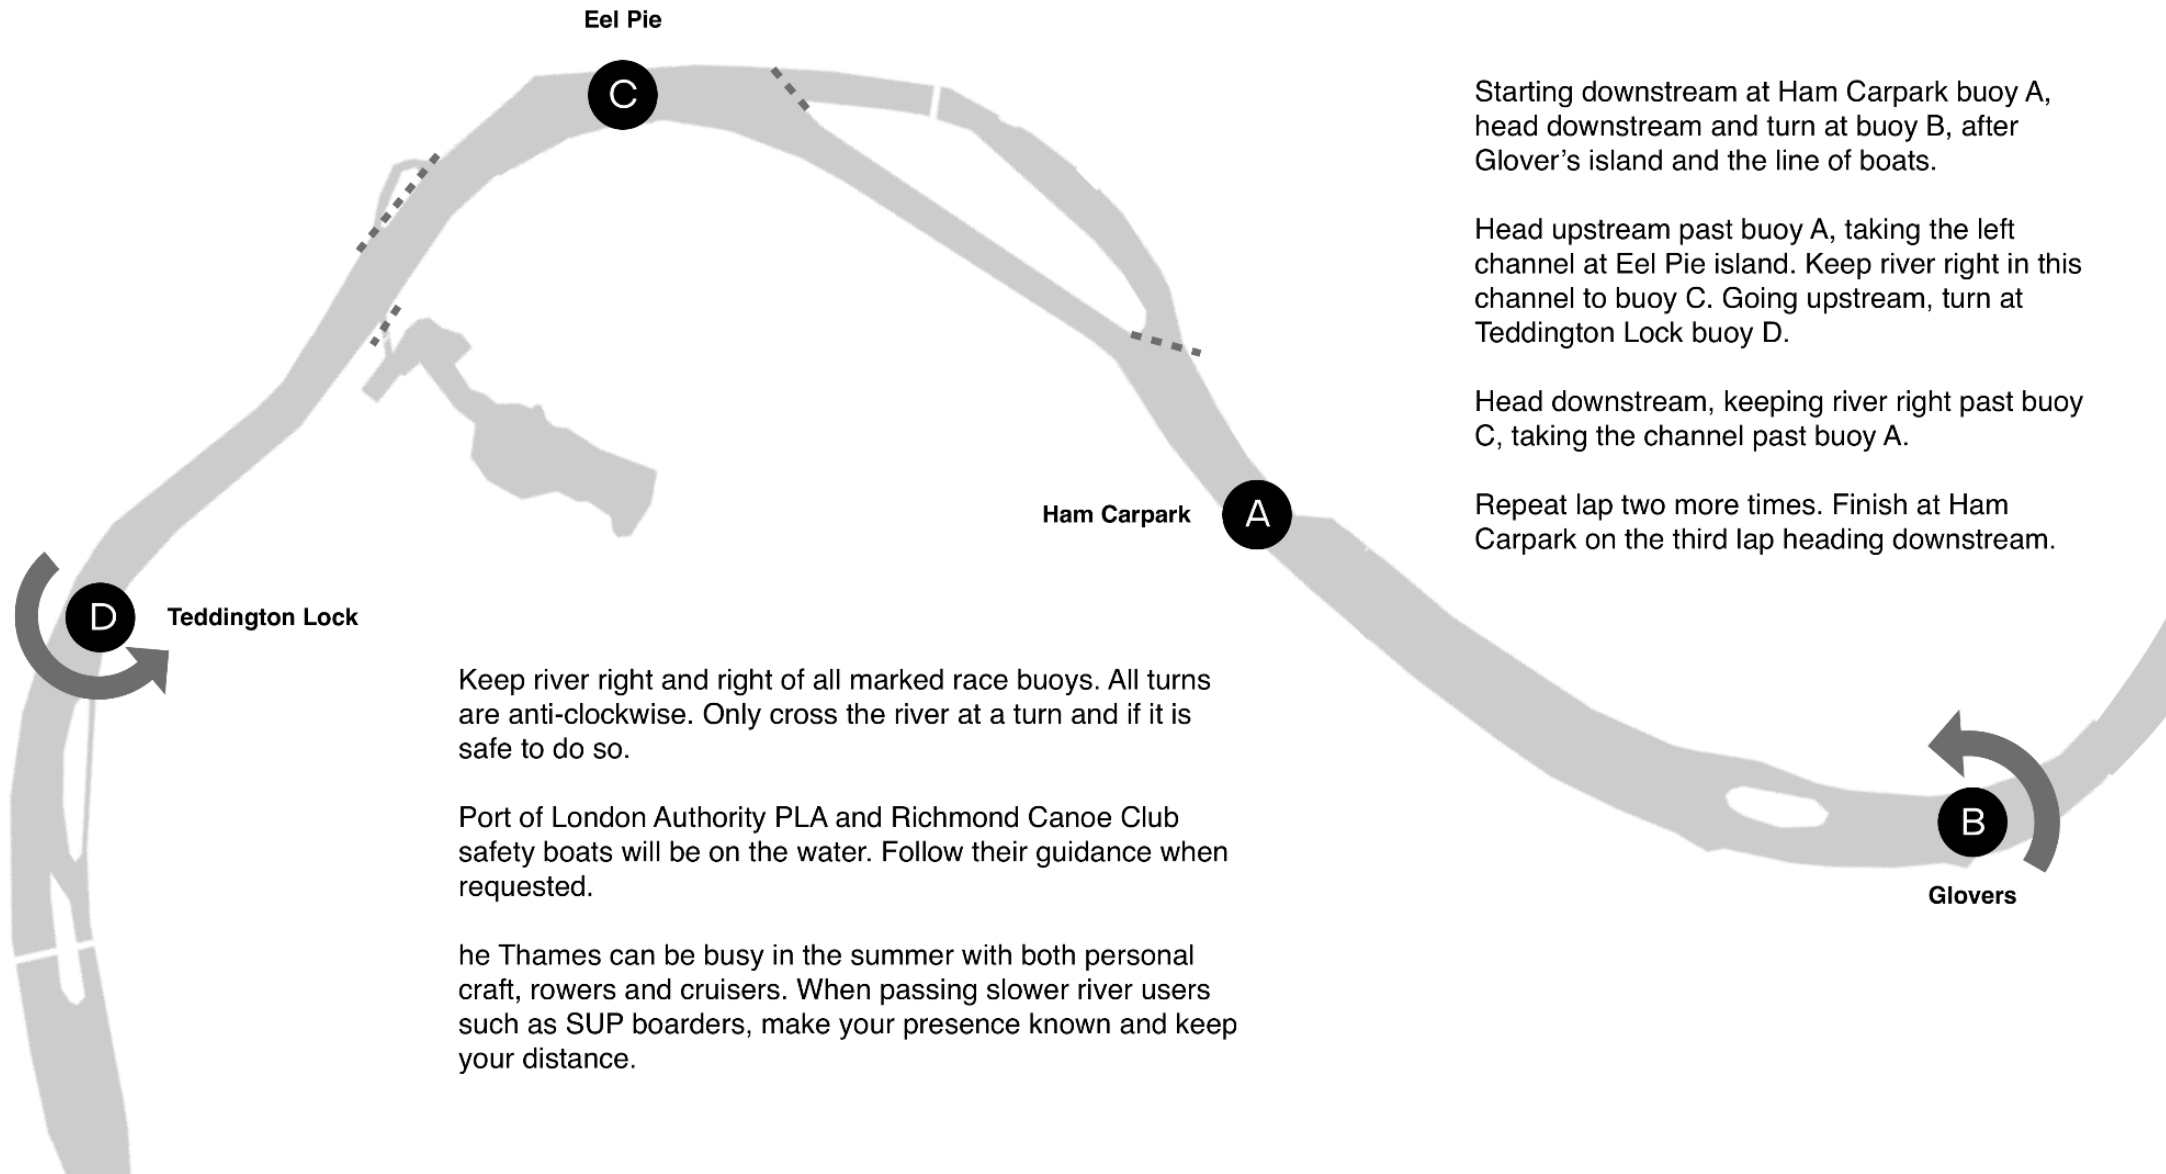 Eel Pie
C
Starting downstream at Ham Carpark buoy A,
head downstream and turn at buoy B, after
Glover's island and the line of boats.
Head upstream past buoy A, taking the left
channel at Eel Pie island. Keep river right in this
channel to buoy C. Going upstream, turn at
Teddington Lock buoy D.
Head downstream, keeping river right past buoy
C, taking the channel past buoy A.
Repeat lap two more times. Finish at Ham
Carpark on the third lap heading downstream.
Ham Carpark
A
D
Teddington Lock
Keep river right and right of all marked race buoys. All turns
are anti-clockwise. Only cross the river at a turn and if it is
safe to do so.
Port of London Authority PLA and Richmond Canoe Club
safety boats will be on the water. Follow their guidance when
requested.
he Thames can be busy in the summer with both personal
craft, rowers and cruisers. When passing slower river users
such as SUP boarders, make your presence known and keep
your distance.
B
Glovers